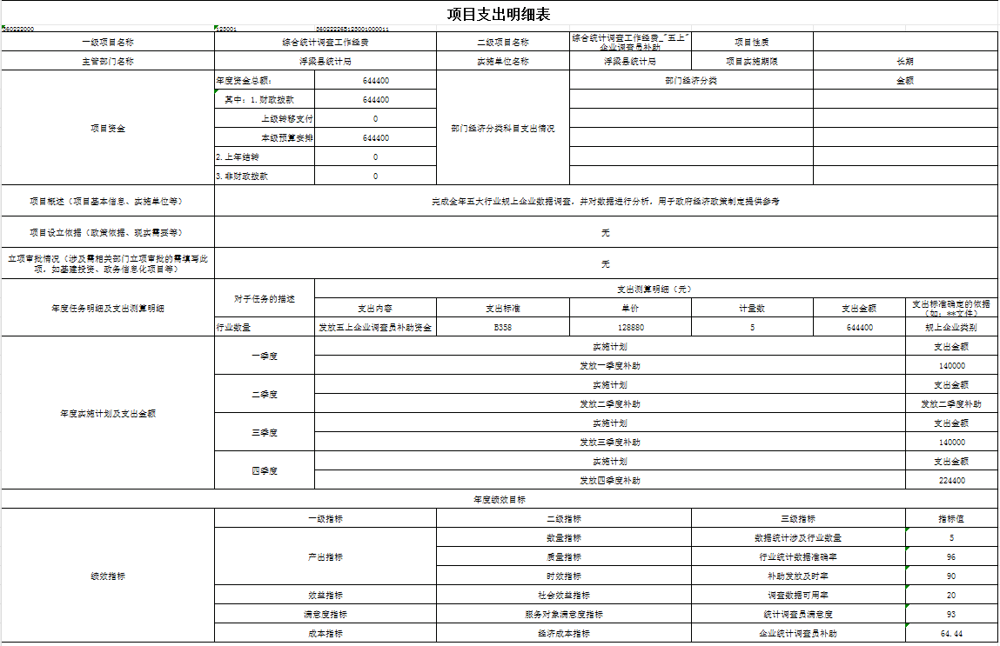 项目支出明细表
360222000 123001
一级项目名称 综合统计调查工作经费 二级项目名称 综合统计调查工作经费_"五上"
企业调查员补助 项目性质
主管部门名称 浮梁县统计局 实施单位名称 浮梁县统计局 项目实施期限 长期
项目资金 部门经济分类科目支出情况
年度资金总额： 644400 部门经济分类 金额
其中：1.财政拨款 644400
上级转移支付 0
本级预算安排 644400
2.上年结转 0
3.非财政拨款 0
项目概述（项目基本信息、实施单位等） 完成全年五大行业规上企业数据调查，并对数据进行分析，用于政府经济政策制定提供参考
项目设立依据（政策依据、现实需要等） 无
立项审批情况（涉及需相关部门立项审批的需填写此
项，如基建投资、政务信息化项目等） 无
年度任务明细及支出测算明细 对于任务的描述 支出测算明细（元）
支出内容 支出标准 单价 计量数 支出金额 支出标准确定的依据
（如：**文件）
行业数量 发放五上企业调查员补助资金 B358 128880 5 644400 规上企业类别
年度实施计划及支出金额
一季度 实施计划 支出金额
发放一季度补助 140000
二季度 实施计划 支出金额
发放二季度补助 发放二季度补助
三季度 实施计划 支出金额
发放三季度补助 140000
四季度 实施计划 支出金额
发放四季度补助 224400
年度绩效目标
绩效指标 一级指标 二级指标 三级指标 指标值
产出指标 数量指标 数据统计涉及行业数量 5
质量指标 行业统计数据准确率 96
时效指标 补助发放及时率 90
效益指标 社会效益指标 调查数据可用率 20
满意度指标 服务对象满意度指标 统计调查员满意度 93
成本指标 经济成本指标 企业统计调查员补助 64.44